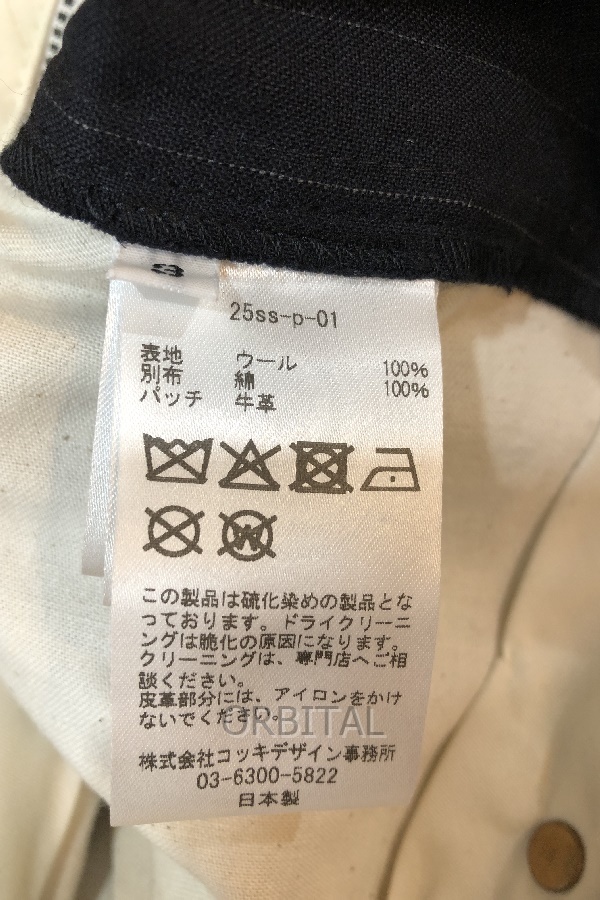 3
25ss-p-01
表地 ウール 100%
別布 綿 100%
パッチ 牛革
この製品は硫化染めの製品とな
っております。ドライクリーニ
ングは脆化の原因になります。
クリーニングは、専門店へご相
談ください。
皮革部分には、アイロンをかけ
ないでください。
ORBITAL
株式会社コッキデザイン事務所
03-6300-5822
日本製